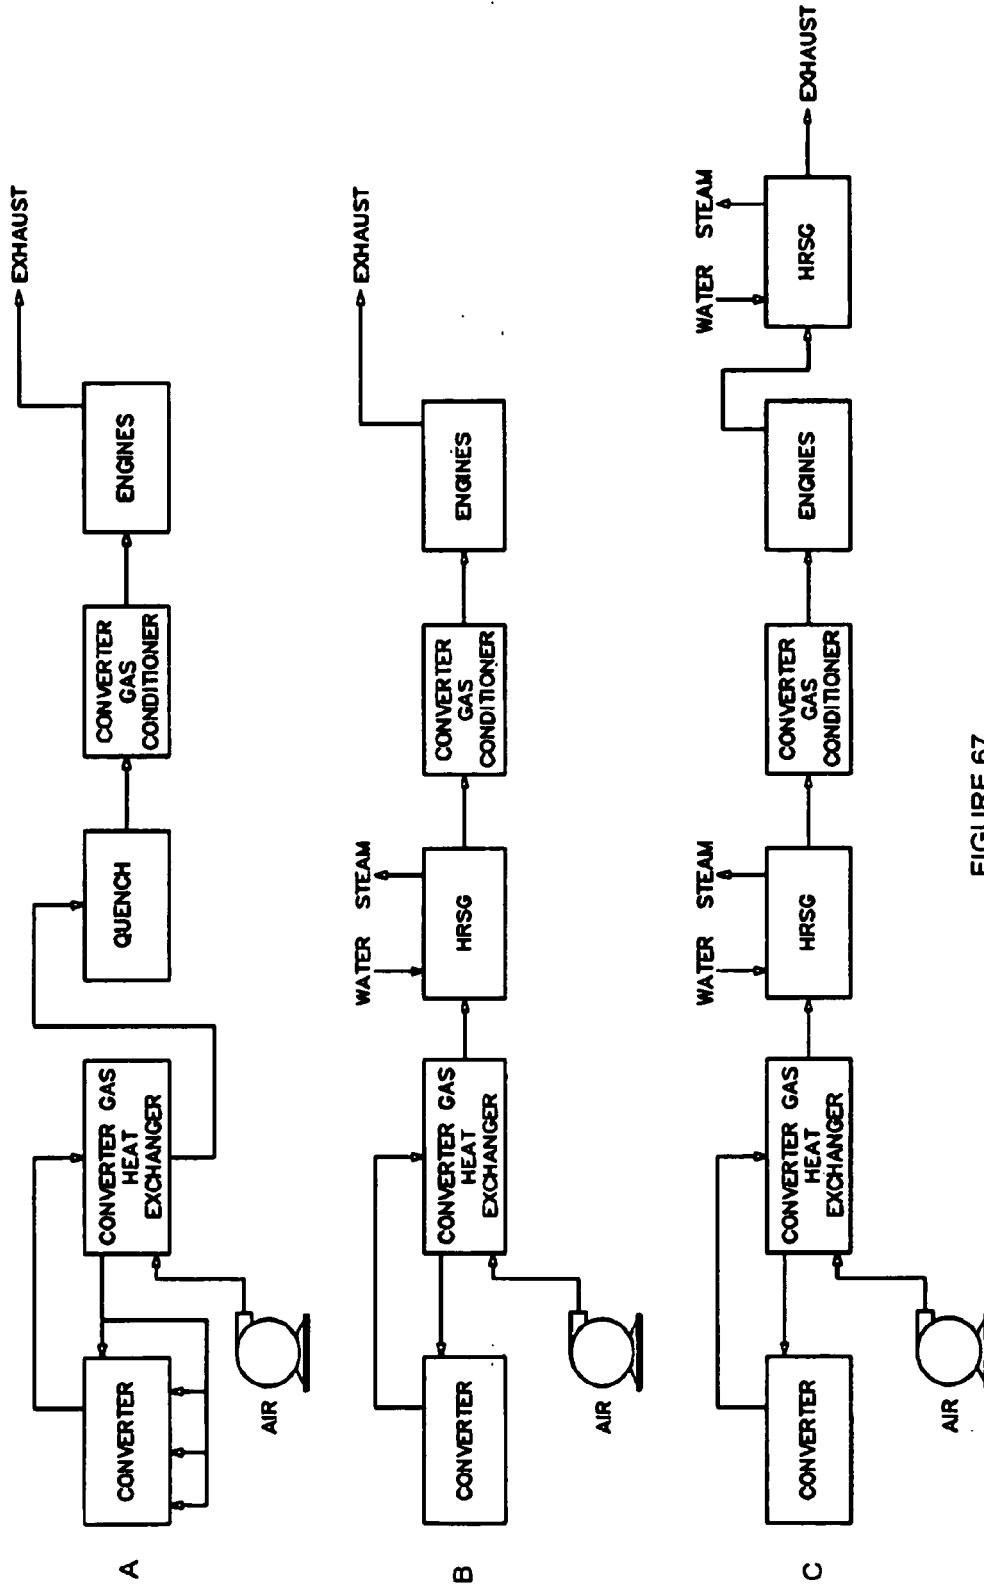 A
CONVERTER
AIR
CONVERTER GAS
HEAT
EXCHANGER
QUENCH
CONVERTER
GAS
CONDITIONER
ENGINES
EXHAUST
B
CONVERTER
AIR
CONVERTER GAS
HEAT
EXCHANGER
WATER STEAM
HRSG
CONVERTER
GAS
CONDITIONER
ENGINES
EXHAUST
C
CONVERTER
AIR
CONVERTER GAS
HEAT
EXCHANGER
WATER STEAM
HRSG
CONVERTER
GAS
CONDITIONER
ENGINES
WATER STEAM
HRSG
EXHAUST
FIGURE 67